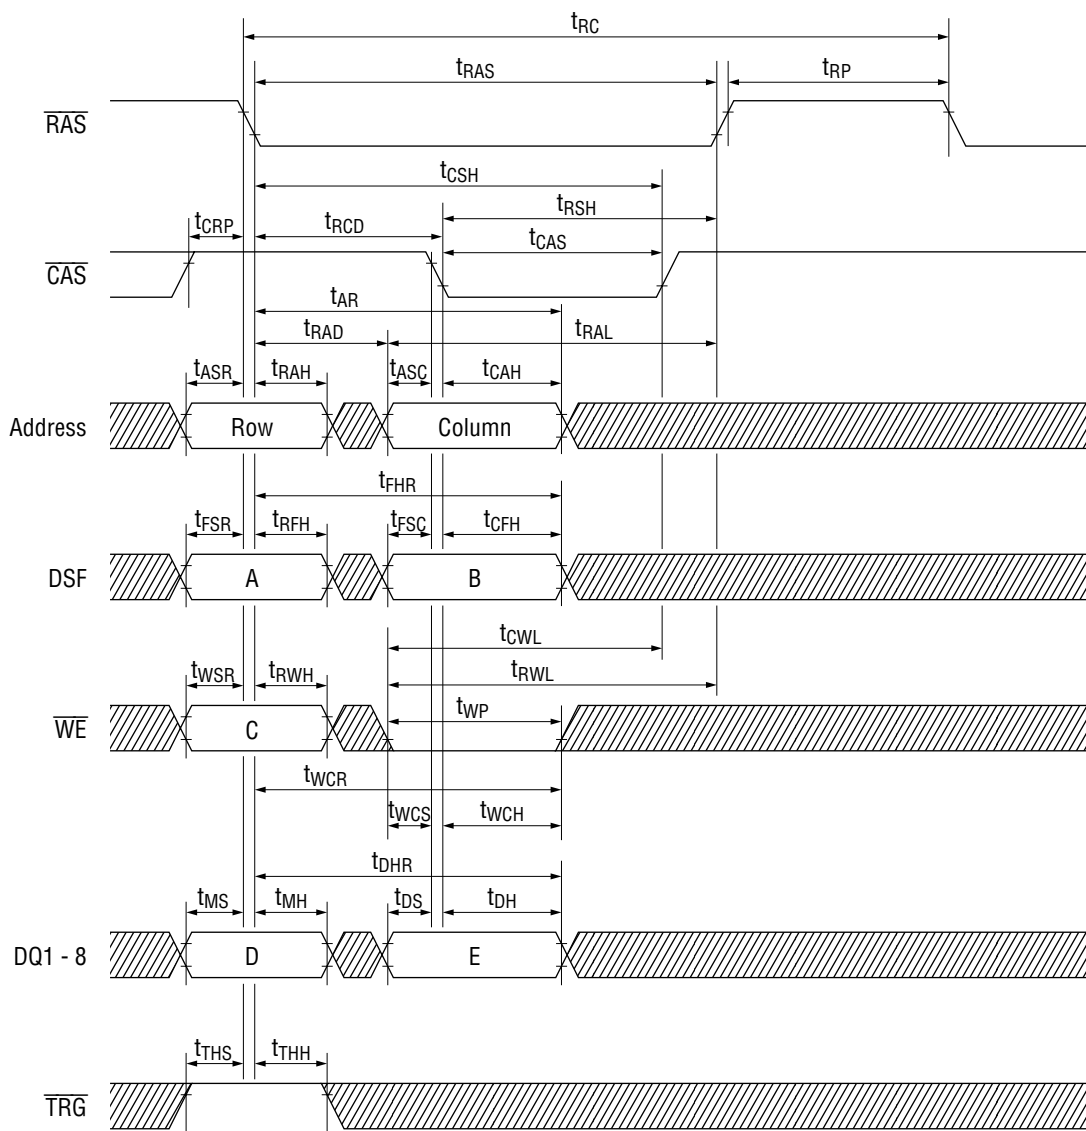 tRC
tRAS tRP
RAS
tCSH
tRSH
tCRP tRCD
tCAS
CAS
tAR
tRAD tRAL
tASR tRAH tASC tCAH
Address Row Column
tFHR
tFSR tRFH tFSC tCFH
DSF A B
tCWL
tWSR tRWH tRWL
tWP
WE C
tWCR
tWCS tWCH
tDHR
tMS tMH tDS tDH
DQ1 - 8 D E
tTHS tTHH
TRG